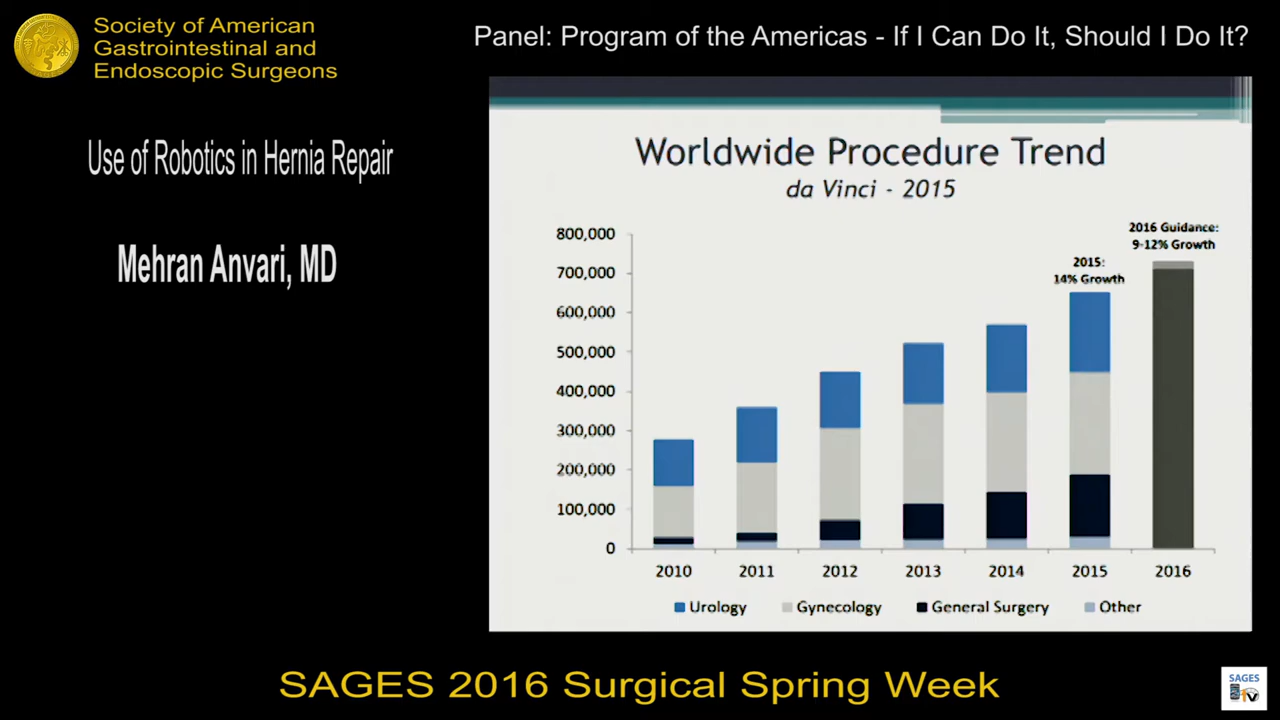 Society of American
Gastrointestinal and
Endoscopic Surgeons
Panel: Program of the Americas - If I Can Do It, Should I Do It?
Use of Robotics in Hernia Repair
Mehran Anvari, MD
Worldwide Procedure Trend
da Vinci - 2015
800,000
700,000
600,000
500,000
400,000
300,000
200,000
100,000
0
2015:
14% Growth
2016 Guidance:
9-12% Growth
2010 2011 2012 2013 2014 2015 2016
Urology Gynecology General Surgery Other
SAGES 2016 Surgical Spring Week
SAGES
TV